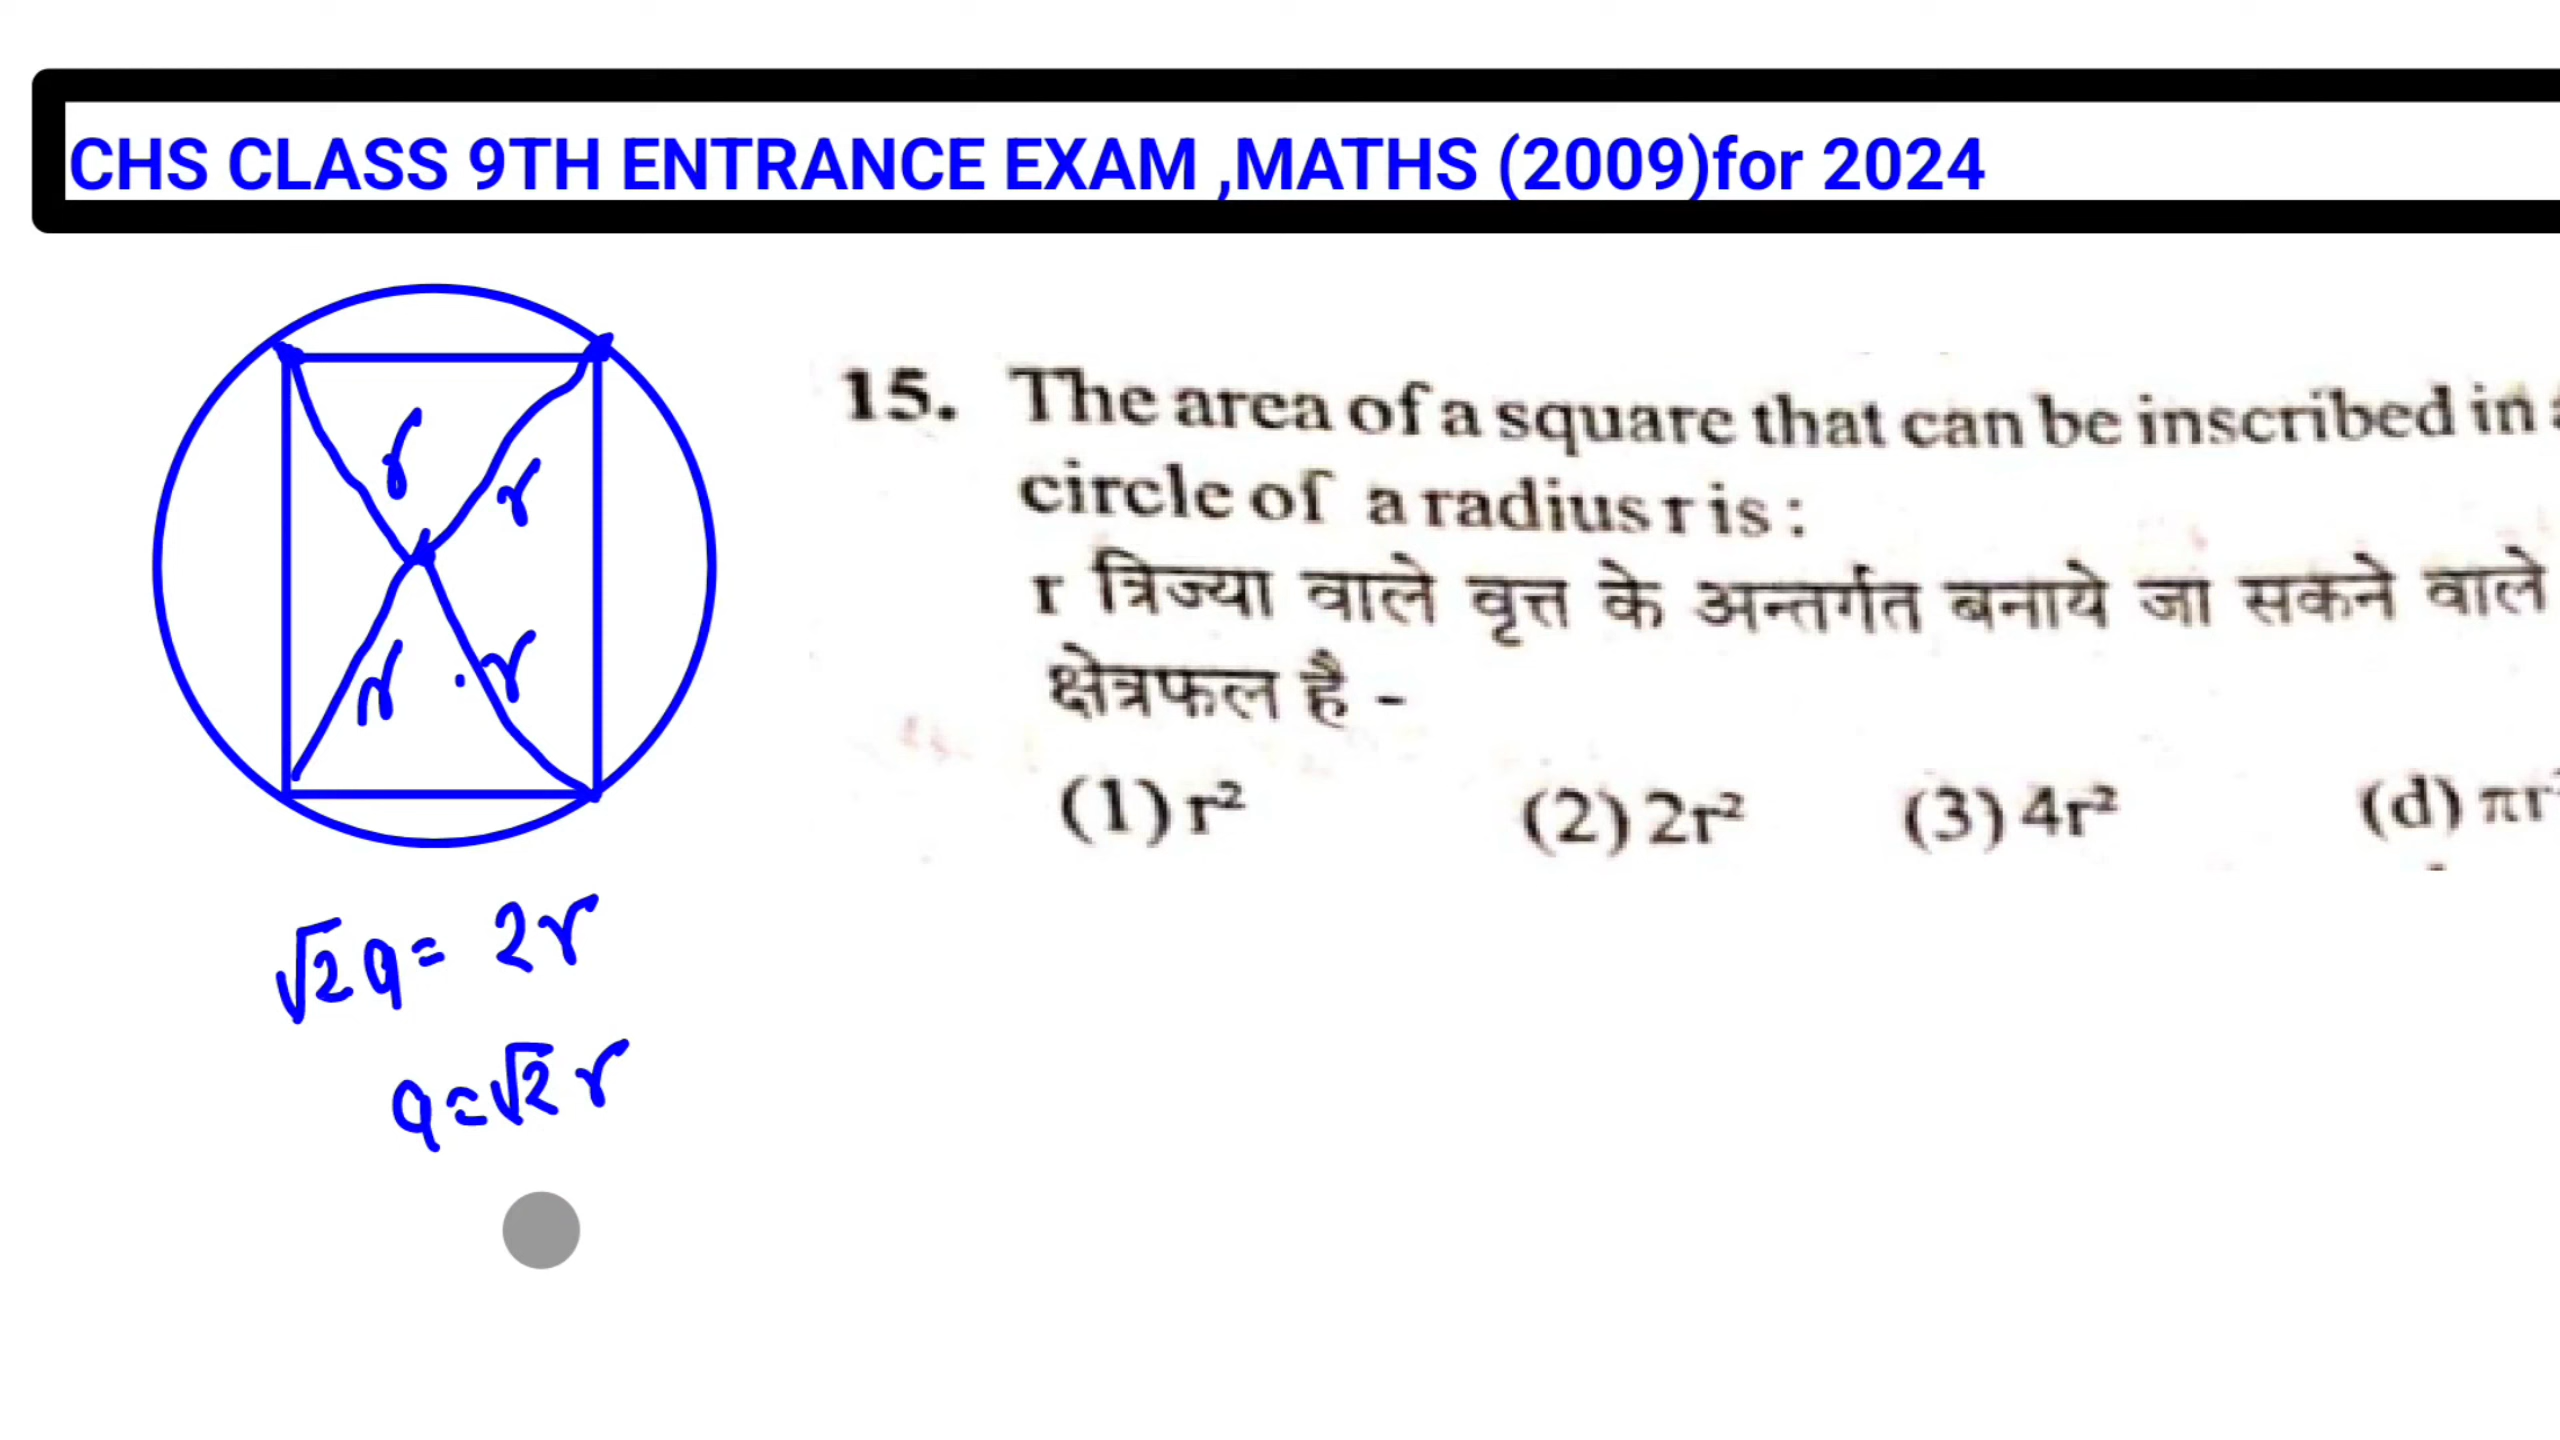 CHS CLASS 9TH ENTRANCE EXAM ,MATHS (2009)for 2024
15. The area of a square that can be inscribed in
circle of a radius r is :
r त्रिज्या वाले वृत्त के अन्तर्गत बनाये जा सकने वाले
क्षेत्रफल है -
(1) r² (2) 2r² (3) 4r² (d) πr
r
r
r
r
√2 a = 2r
a = √2 r